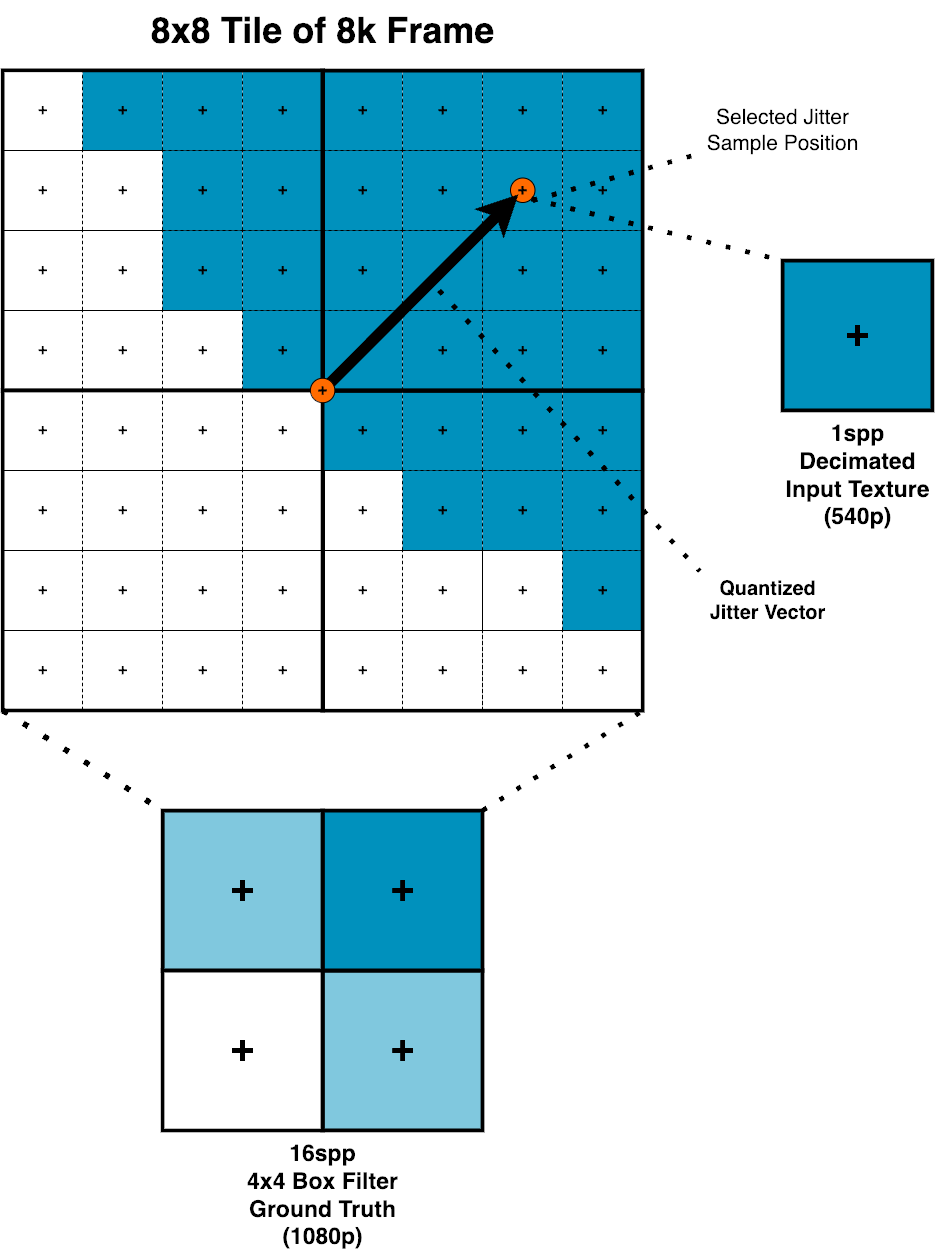 8x8 Tile of 8k Frame
Selected Jitter
Sample Position
1spp
Decimated
Input Texture
(540p)
Quantized
Jitter Vector
16spp
4x4 Box Filter
Ground Truth
(1080p)